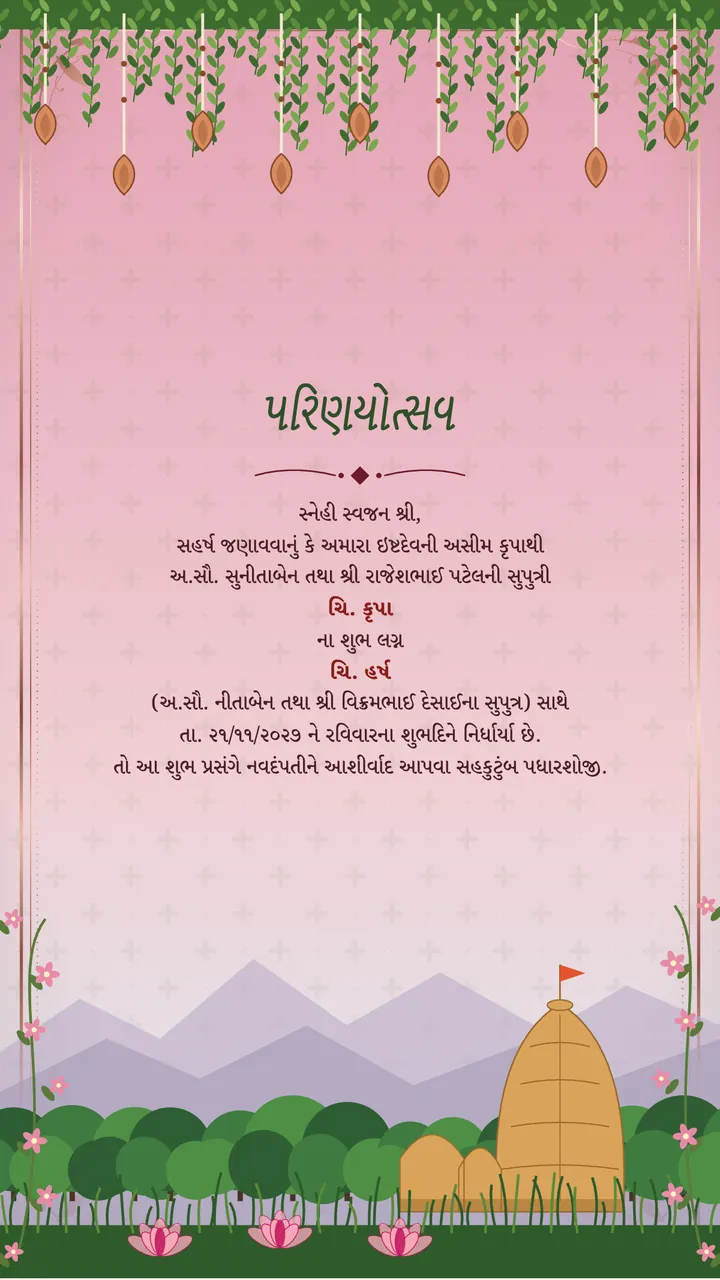 પરિણયોત્સવ
સ્નેહી સ્વજન શ્રી,
સહર્ષ જણાવવાનું કે અમારા ઇષ્ટદેવની અસીમ કૃપાથી
અ.સૌ. સુનીતાબેન તથા શ્રી રાજેશભાઈ પટેલની સુપુત્રી
ચિ. કૃપા
ના શુભ લગ્ન
ચિ. હર્ષ
(અ.સૌ. નીતાબેન તથા શ્રી વિક્રમભાઈ દેસાઈના સુપુત્ર) સાથે
તા. ૨૧/૧૧/૨૦૨૭ ને રવિવારના શુભદિને નિર્ધાર્યા છે.
તો આ શુભ પ્રસંગે નવદંપતીને આશીર્વાદ આપવા સહકુટુંબ પધારશોજી.